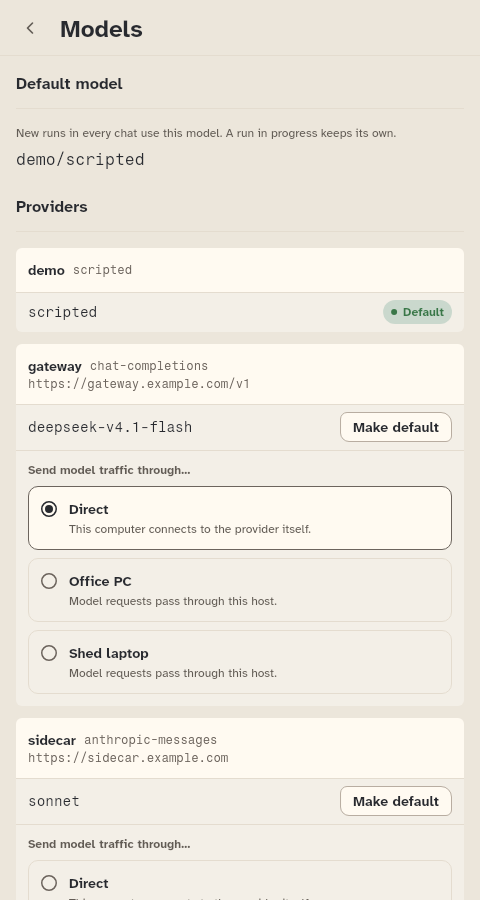 Models
Default model
New runs in every chat use this model. A run in progress keeps its own.
demo/scripted
Providers
demo scripted
scripted
Default
gateway chat-completions
https://gateway.example.com/v1
deepseek-v4.1-flash
Make default
Send model traffic through...
Direct
This computer connects to the provider itself.
Office PC
Model requests pass through this host.
Shed laptop
Model requests pass through this host.
sidecar anthropic-messages
https://sidecar.example.com
sonnet
Make default
Send model traffic through...
Direct